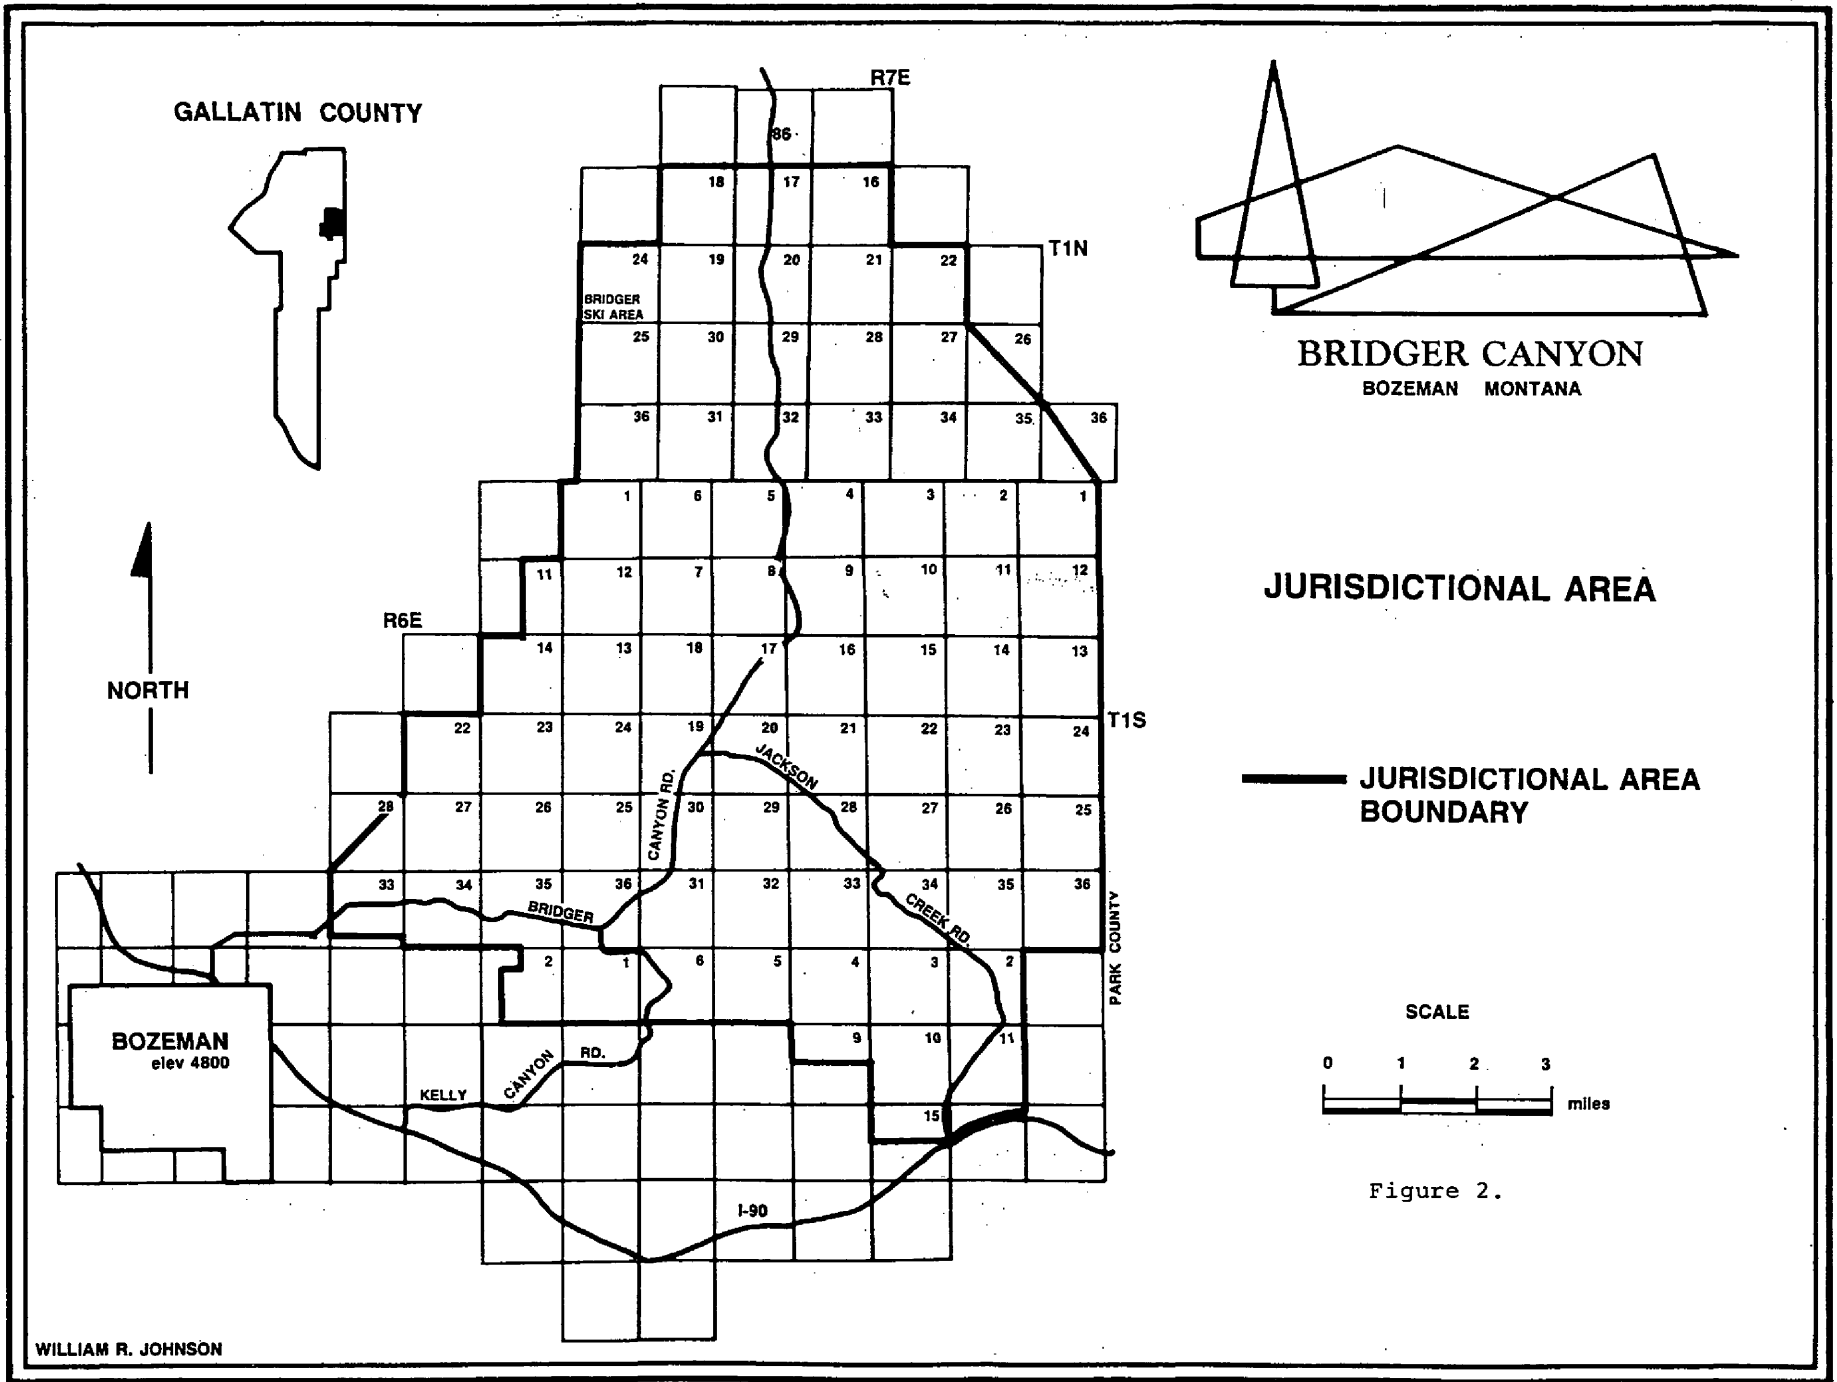 R7E
GALLATIN COUNTY
86
18 17 16
T1N
24 19 20 21 22
BRIDGER
SKI AREA
25 30 29 28 27 26
BRIDGER CANYON
BOZEMAN MONTANA
36 31 32 33 34 35 36
1 6 5 4 3 2 1
11 12 7 8 9 10 11 12
JURISDICTIONAL AREA
R6E
14 13 18 17 16 15 14 13
NORTH
22 23 24 19 20 21 22 23 24
T1S
JACKSON
CANYON RD.
JURISDICTIONAL AREA
BOUNDARY
28 27 26 25 30 29 28 27 26 25
33 34 35 36 31 32 33 34 35 36
BRIDGER
CREEK RD.
PARK COUNTY
2 1 6 5 4 3 2
SCALE
BOZEMAN
elev 4800
9 10 11
0 1 2 3
miles
KELLY
CANYON
RD.
15
Figure 2.
I-90
WILLIAM R. JOHNSON